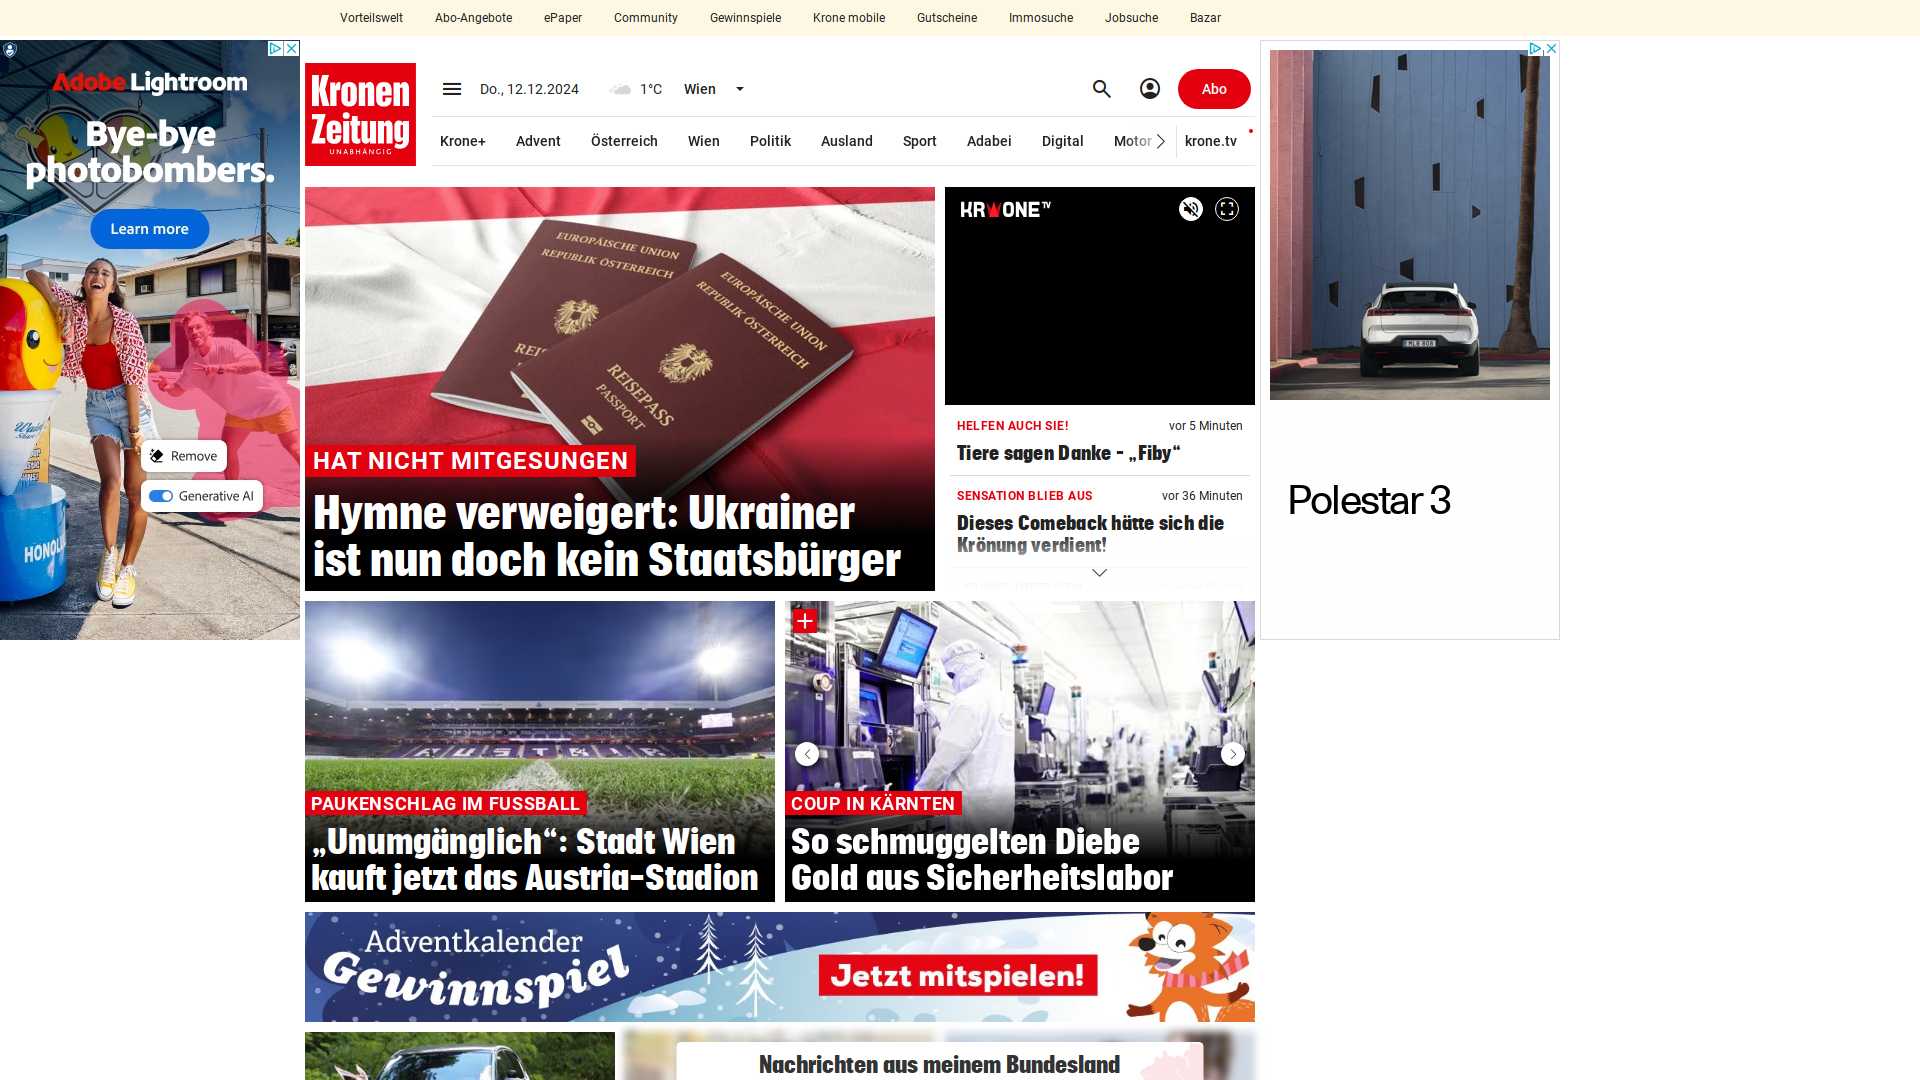 Vorteilswelt Abo-Angebote ePaper Community Gewinnspiele Krone mobile Gutscheine Immosuche Jobsuche Bazar
Adobe Lightroom
Bye-bye
photobombers.
Learn more
Remove
Generative AI
Kronen
Zeitung
UNABHÄNGIG
Do., 12.12.2024 1°C Wien
Abo
Krone+ Advent Österreich Wien Politik Ausland Sport Adabei Digital Motor krone.tv
EUROPÄISCHE UNION
REPUBLIK ÖSTERREICH
EUROPÄISCHE UNION
REPUBLIK ÖSTERREICH
REISEPASS
PASSPORT
HAT NICHT MITGESUNGEN
Hymne verweigert: Ukrainer
ist nun doch kein Staatsbürger
KRONE TV
HELFEN AUCH SIE! vor 5 Minuten
Tiere sagen Danke - „Fiby“
SENSATION BLIEB AUS vor 36 Minuten
Dieses Comeback hätte sich die
Krönung verdient!
Polestar 3
AUSTRIA
PAUKENSCHLAG IM FUSSBALL
„Unumgänglich“: Stadt Wien
kauft jetzt das Austria-Stadion
COUP IN KÄRNTEN
So schmuggelten Diebe
Gold aus Sicherheitslabor
Adventkalender
Gewinnspiel
Jetzt mitspielen!
Nachrichten aus meinem Bundesland